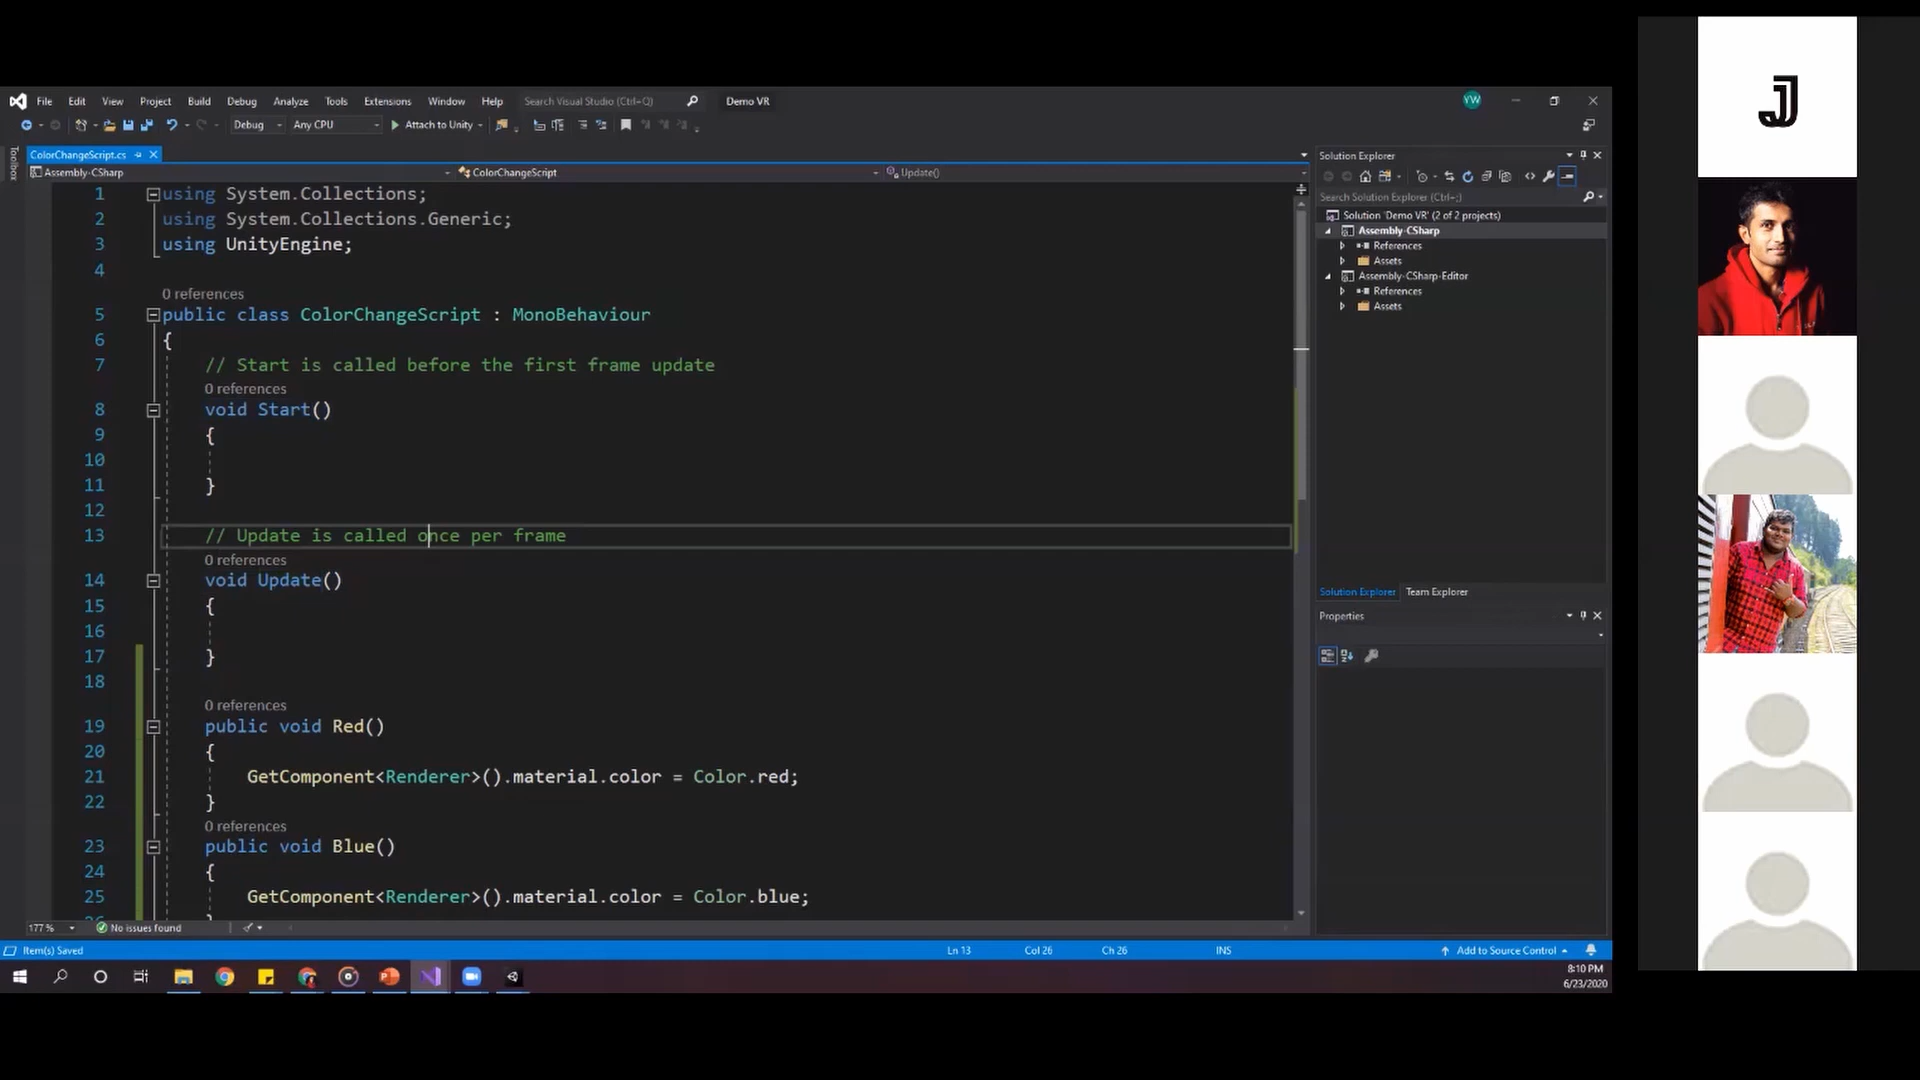 File Edit View Project Build Debug Analyze Tools Extensions Window Help Search Visual Studio (Ctrl+Q) Demo VR YW
Debug Any CPU Attach to Unity
Toolbox
ColorChangeScript.cs
Assembly-CSharp ColorChangeScript Update()
1 using System.Collections;
2 using System.Collections.Generic;
3 using UnityEngine;
4
0 references
5 public class ColorChangeScript : MonoBehaviour
6 {
7 // Start is called before the first frame update
0 references
8 void Start()
9 {
10
11 }
12
13 // Update is called once per frame
0 references
14 void Update()
15 {
16
17 }
18
0 references
19 public void Red()
20 {
21 GetComponent<Renderer>().material.color = Color.red;
22 }
0 references
23 public void Blue()
24 {
25 GetComponent<Renderer>().material.color = Color.blue;
177 % No issues found
Solution Explorer
Search Solution Explorer (Ctrl+;)
Solution 'Demo VR' (2 of 2 projects)
Assembly-CSharp
References
Assets
Assembly-CSharp-Editor
References
Assets
Solution Explorer Team Explorer
Properties
Item(s) Saved Ln 13 Col 26 Ch 26 INS Add to Source Control
8:10 PM
6/23/2020